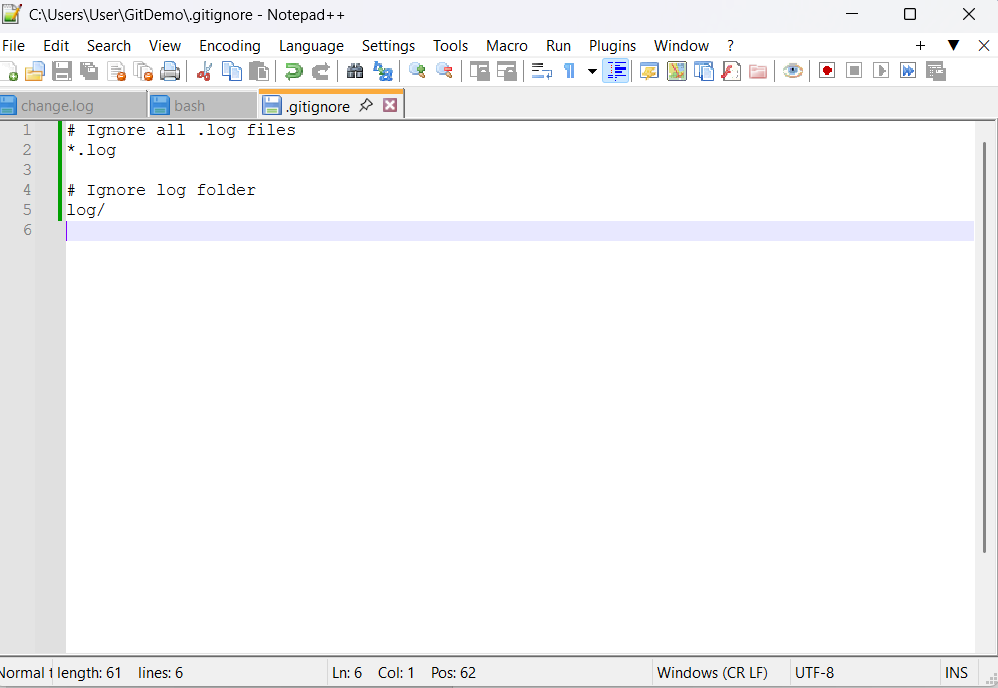 C:\Users\User\GitDemo\.gitignore - Notepad++
File Edit Search View Encoding Language Settings Tools Macro Run Plugins Window ? + ▼ X
change.log bash .gitignore
1 # Ignore all .log files
2 *.log
3
4 # Ignore log folder
5 log/
6
Normal t length: 61 lines: 6 Ln: 6 Col: 1 Pos: 62 Windows (CR LF) UTF-8 INS